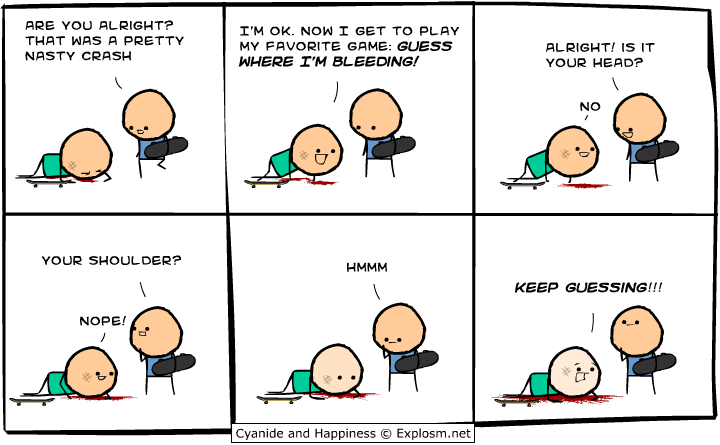 ARE YOU ALRIGHT?
THAT WAS A PRETTY
NASTY CRASH
I'M OK. NOW I GET TO PLAY
MY FAVORITE GAME: GUESS
WHERE I'M BLEEDING!
ALRIGHT! IS IT
YOUR HEAD?
NO
YOUR SHOULDER?
NOPE!
HMMM
KEEP GUESSING!!!
Cyanide and Happiness © Explosm.net